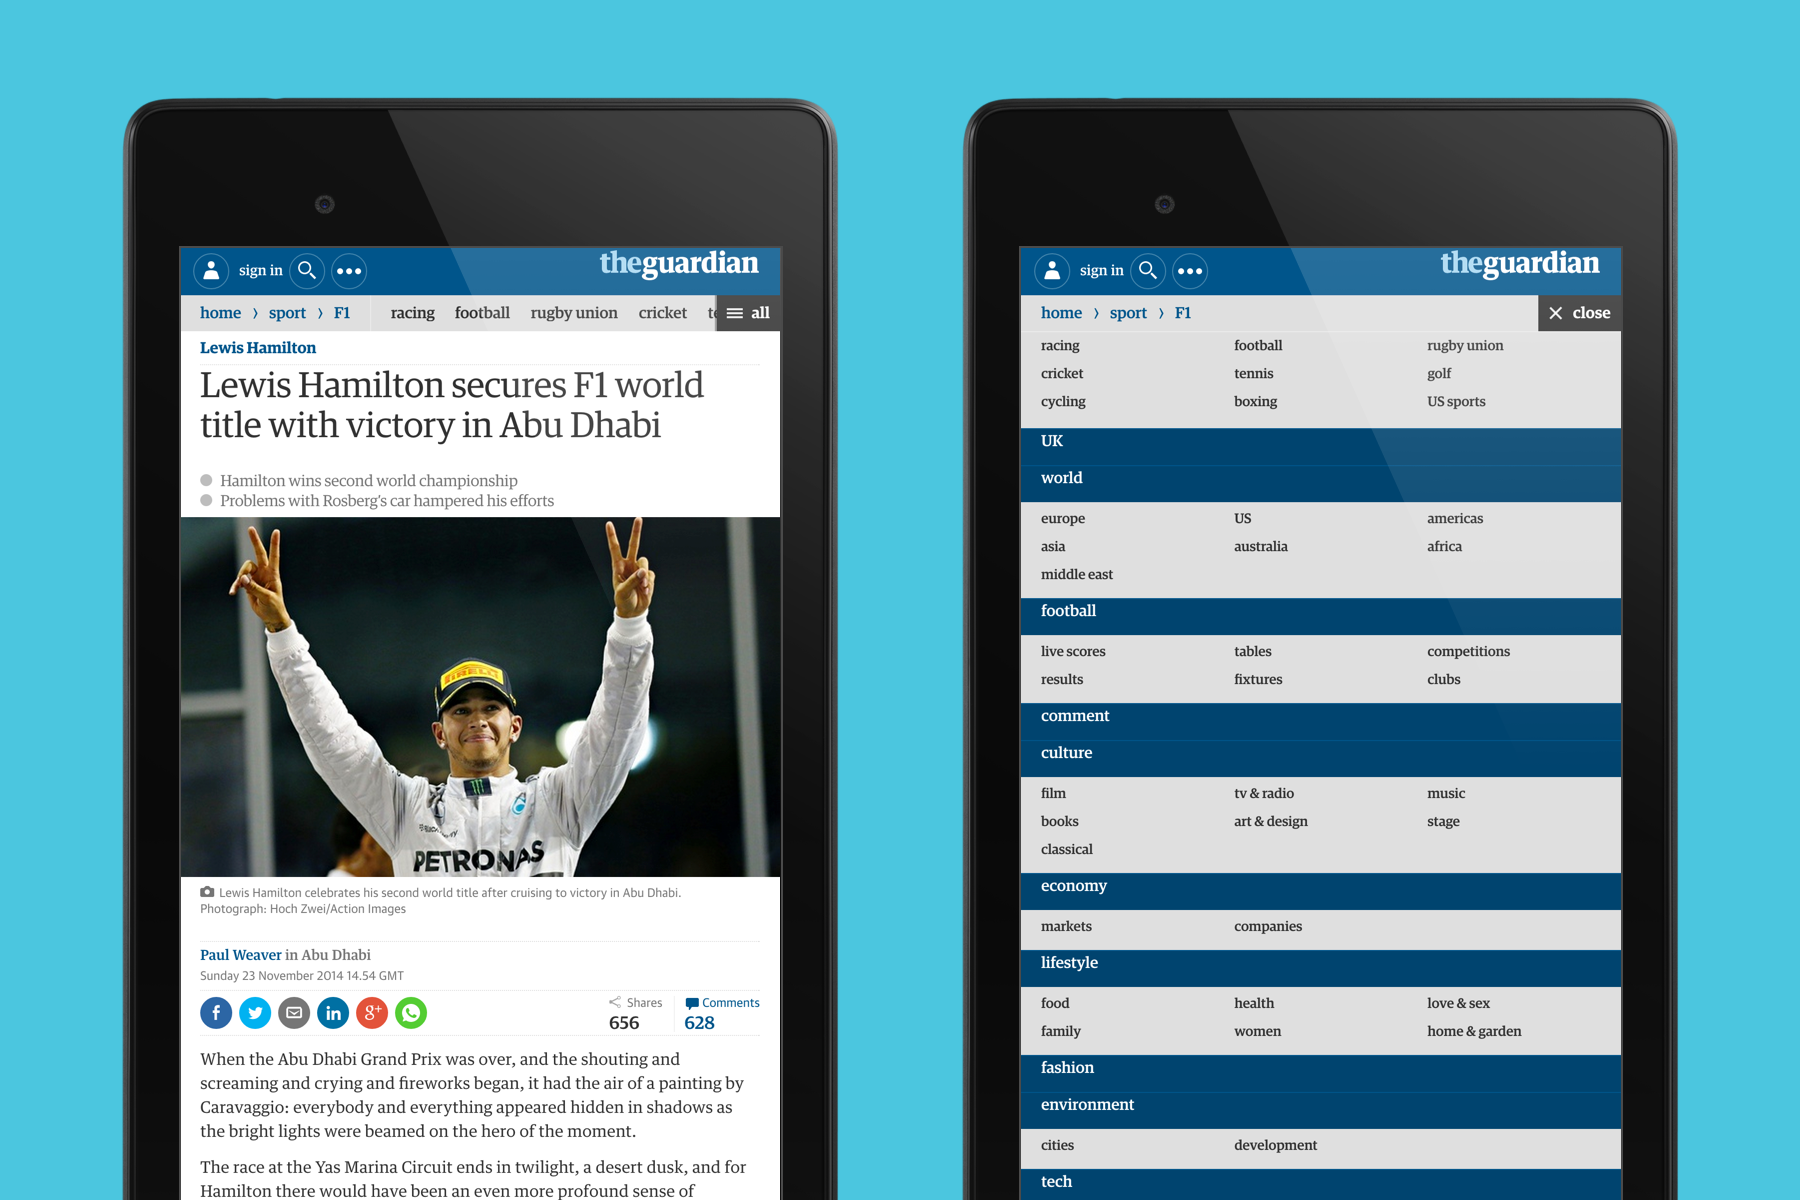 sign in
theguardian
home › sport › F1 racing football rugby union cricket all
Lewis Hamilton
Lewis Hamilton secures F1 world
title with victory in Abu Dhabi
Hamilton wins second world championship
Problems with Rosberg's car hampered his efforts
PIRELLI
PETRONAS
Lewis Hamilton celebrates his second world title after cruising to victory in Abu Dhabi.
Photograph: Hoch Zwei/Action Images
Paul Weaver in Abu Dhabi
Sunday 23 November 2014 14.54 GMT
f in g+
Shares Comments
656 628
When the Abu Dhabi Grand Prix was over, and the shouting and
screaming and crying and fireworks began, it had the air of a painting by
Caravaggio: everybody and everything appeared hidden in shadows as
the bright lights were beamed on the hero of the moment.
The race at the Yas Marina Circuit ends in twilight, a desert dusk, and for
Hamilton there would have been an even more profound sense of
sign in
theguardian
home › sport › F1 close
racing football rugby union
cricket tennis golf
cycling boxing US sports
UK
world
europe US americas
asia australia africa
middle east
football
live scores tables competitions
results fixtures clubs
comment
culture
film tv & radio music
books art & design stage
classical
economy
markets companies
lifestyle
food health love & sex
family women home & garden
fashion
environment
cities development
tech